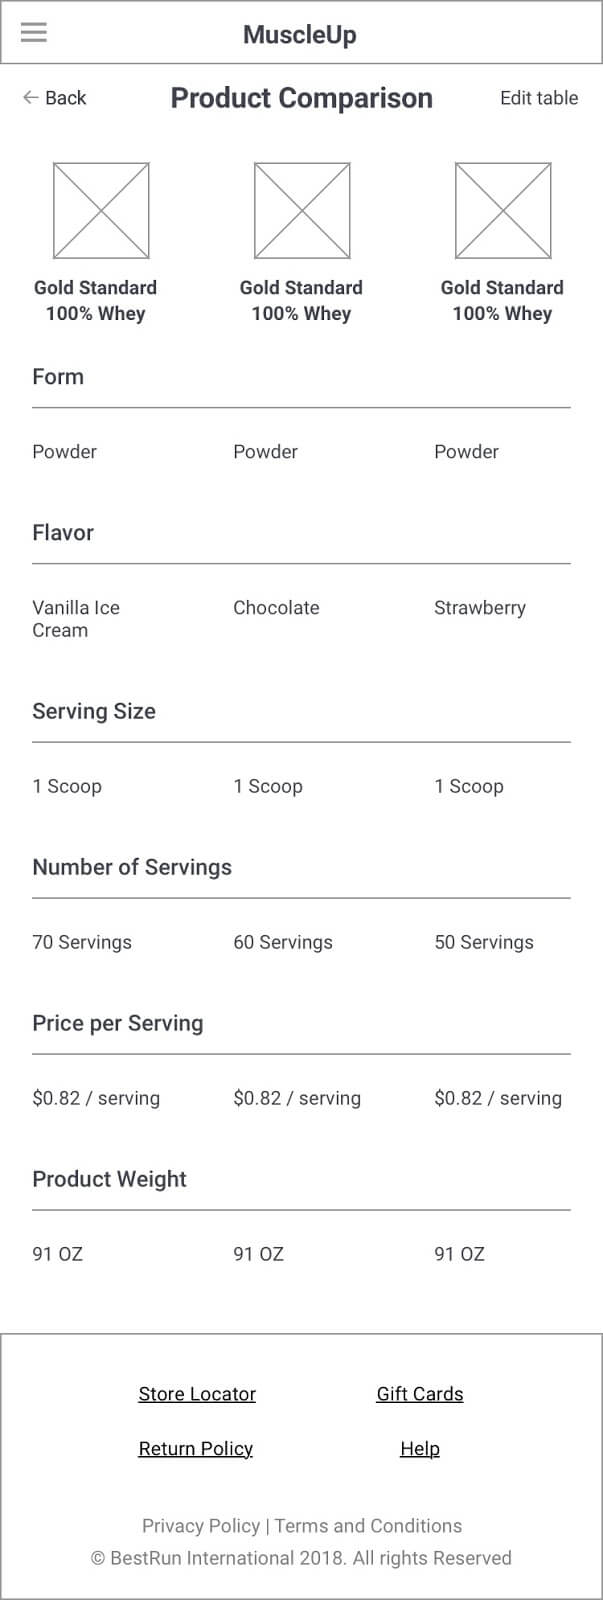 MuscleUp
Back
Product Comparison
Edit table
Gold Standard
100% Whey
Gold Standard
100% Whey
Gold Standard
100% Whey
Form
Powder
Powder
Powder
Flavor
Vanilla Ice
Cream
Chocolate
Strawberry
Serving Size
1 Scoop
1 Scoop
1 Scoop
Number of Servings
70 Servings
60 Servings
50 Servings
Price per Serving
$0.82 / serving
$0.82 / serving
$0.82 / serving
Product Weight
91 OZ
91 OZ
91 OZ
Store Locator
Gift Cards
Return Policy
Help
Privacy Policy | Terms and Conditions
© BestRun International 2018. All rights Reserved